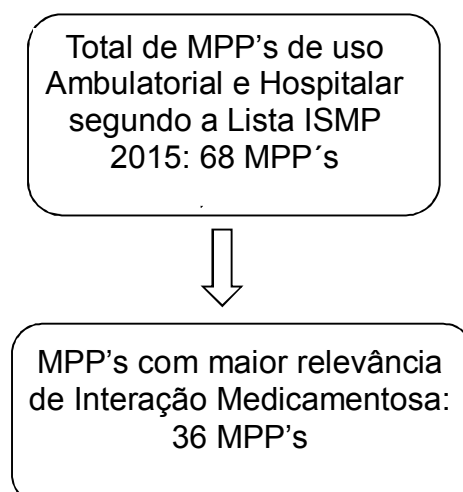 Total de MPP’s de uso
Ambulatorial e Hospitalar
segundo a Lista ISMP
2015: 68 MPP´s
MPP’s com maior relevância
de Interação Medicamentosa:
36 MPP’s